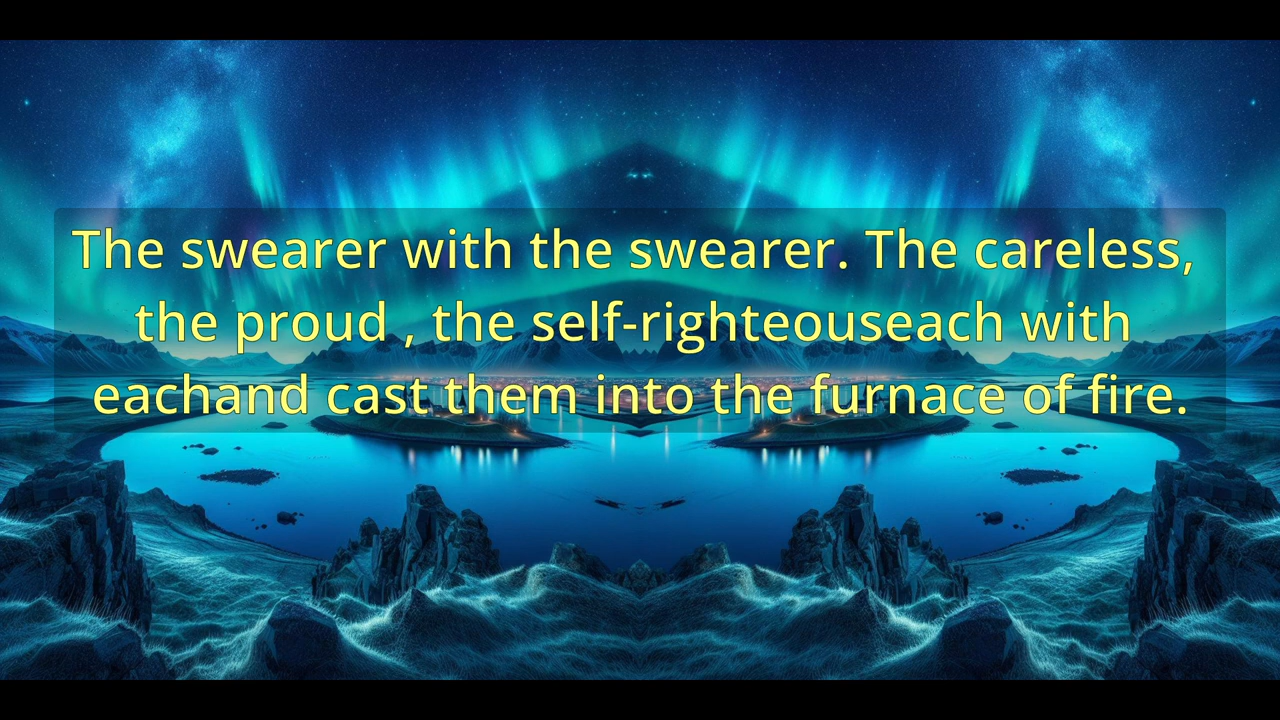 The swearer with the swearer. The careless,
the proud , the self-righteouseach with
eachand cast them into the furnace of fire.